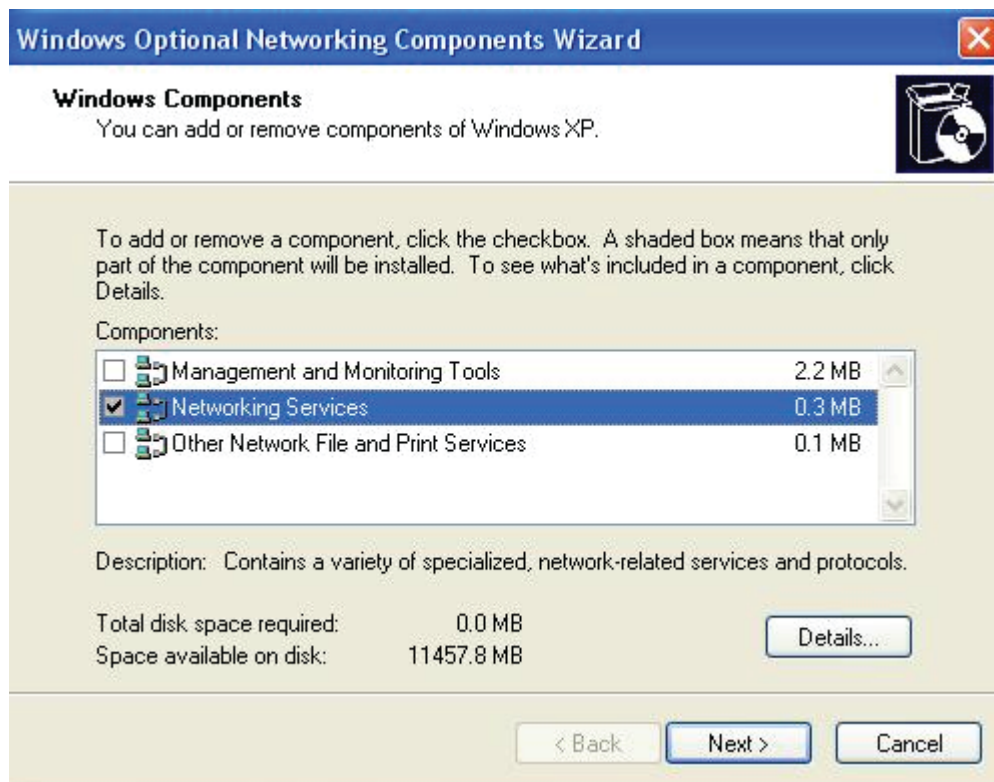 Windows Optional Networking Components Wizard
Windows Components
You can add or remove components of Windows XP.
To add or remove a component, click the checkbox. A shaded box means that only
part of the component will be installed. To see what's included in a component, click
Details.
Components:
Management and Monitoring Tools 2.2 MB
Networking Services 0.3 MB
Other Network File and Print Services 0.1 MB
Description: Contains a variety of specialized, network-related services and protocols.
Total disk space required: 0.0 MB
Space available on disk: 11457.8 MB
Details...
< Back Next > Cancel